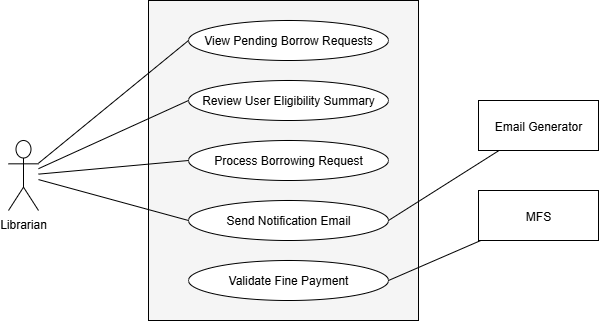 View Pending Borrow Requests
Review User Eligibility Summary
Email Generator
Process Borrowing Request
Librarian
Send Notification Email
MFS
Validate Fine Payment